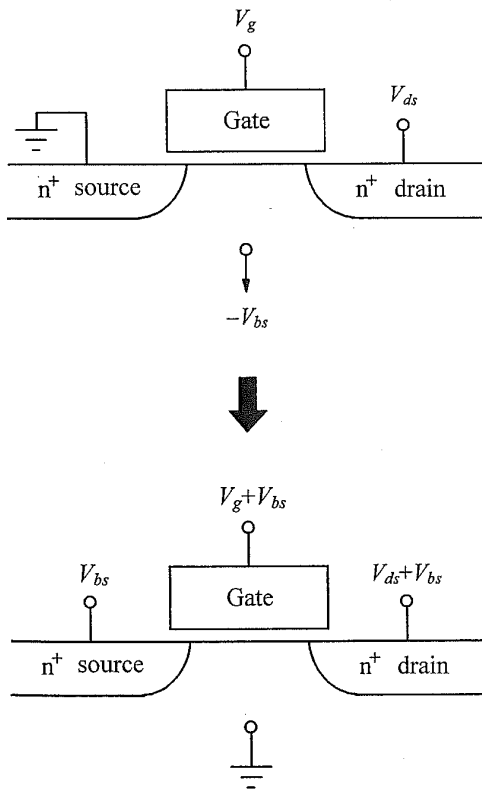 V_g
Gate
V_ds
n+ source
n+ drain
−V_bs
V_g+V_bs
V_bs
Gate
V_ds+V_bs
n+ source
n+ drain